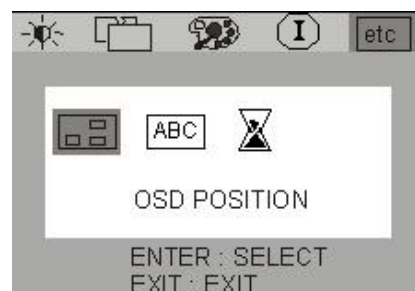 I etc
ABC
OSD POSITION
ENTER : SELECT
EXIT : EXIT